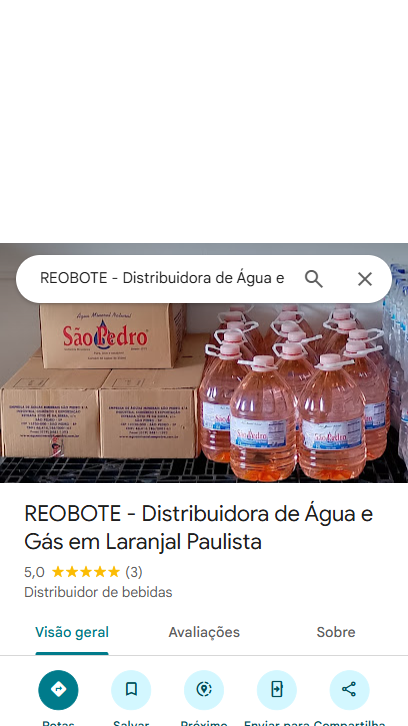 REOBOTE - Distribuidora de Água e
Água Mineral Natural
São Pedro
São Pedro
São Pedro
REOBOTE - Distribuidora de Água e
Gás em Laranjal Paulista
5,0 (3)
Distribuidor de bebidas
Visão geral
Avaliações
Sobre
Rotas
Salvar
Próximo
Enviar para
Compartilha